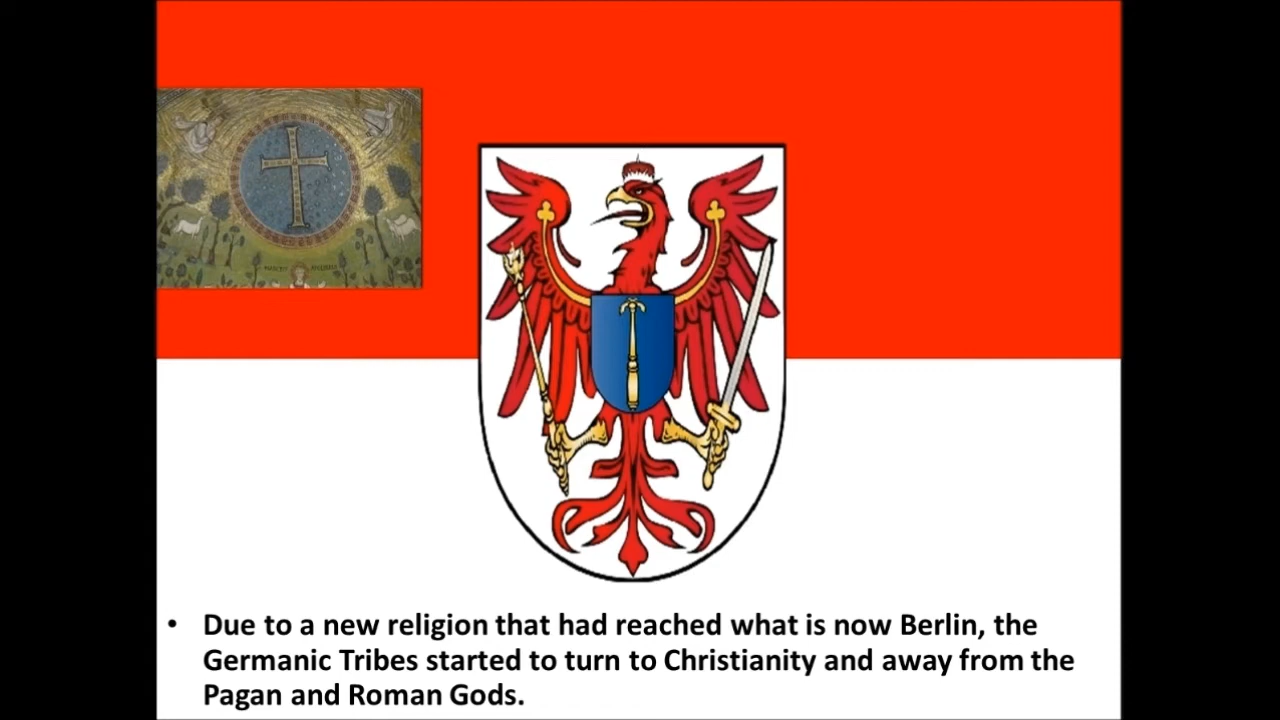 • Due to a new religion that had reached what is now Berlin, the
Germanic Tribes started to turn to Christianity and away from the
Pagan and Roman Gods.